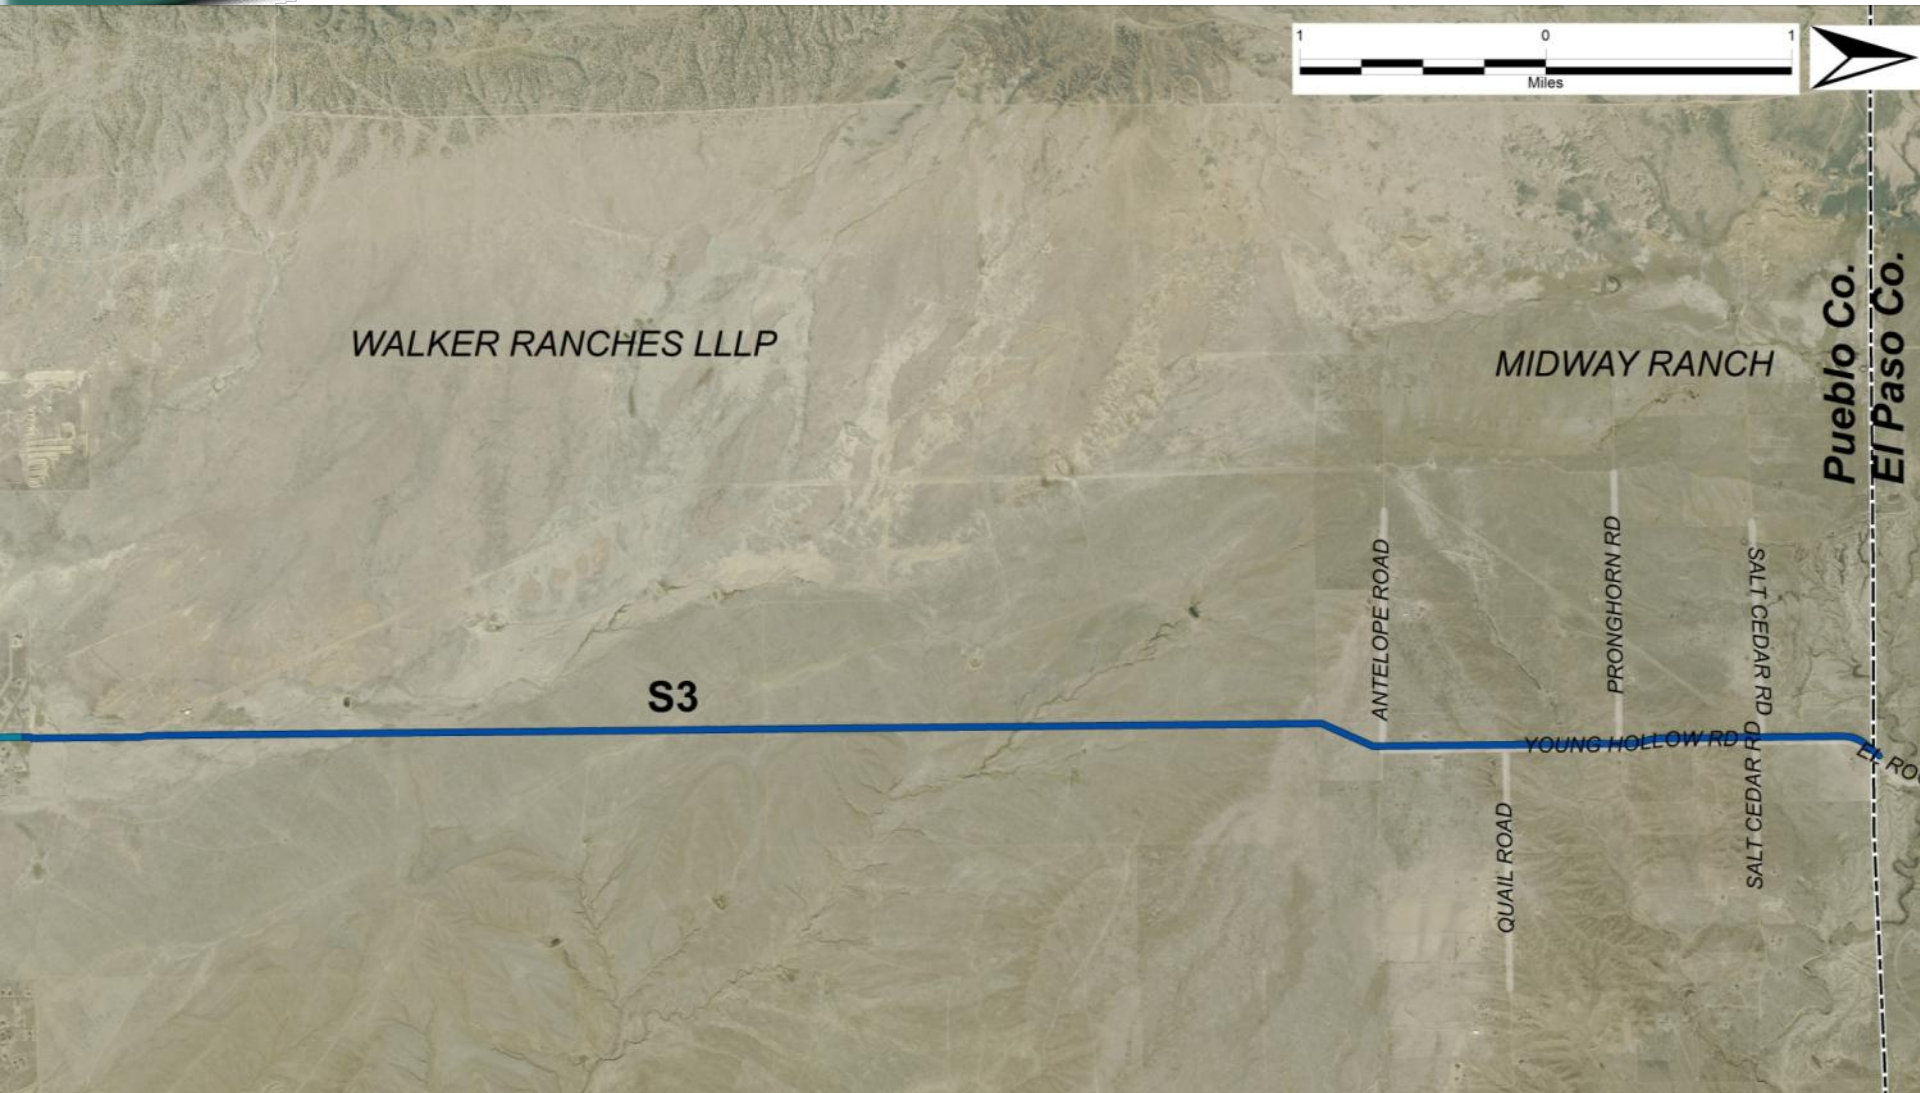 1 0 1
Miles
Pueblo Co.
El Paso Co.
WALKER RANCHES LLLP
MIDWAY RANCH
ANTELOPE ROAD
PRONGHORN RD
SALT CEDAR RD
S3
YOUNG HOLLOW RD
SALT CEDAR RD
QUAIL ROAD
EL